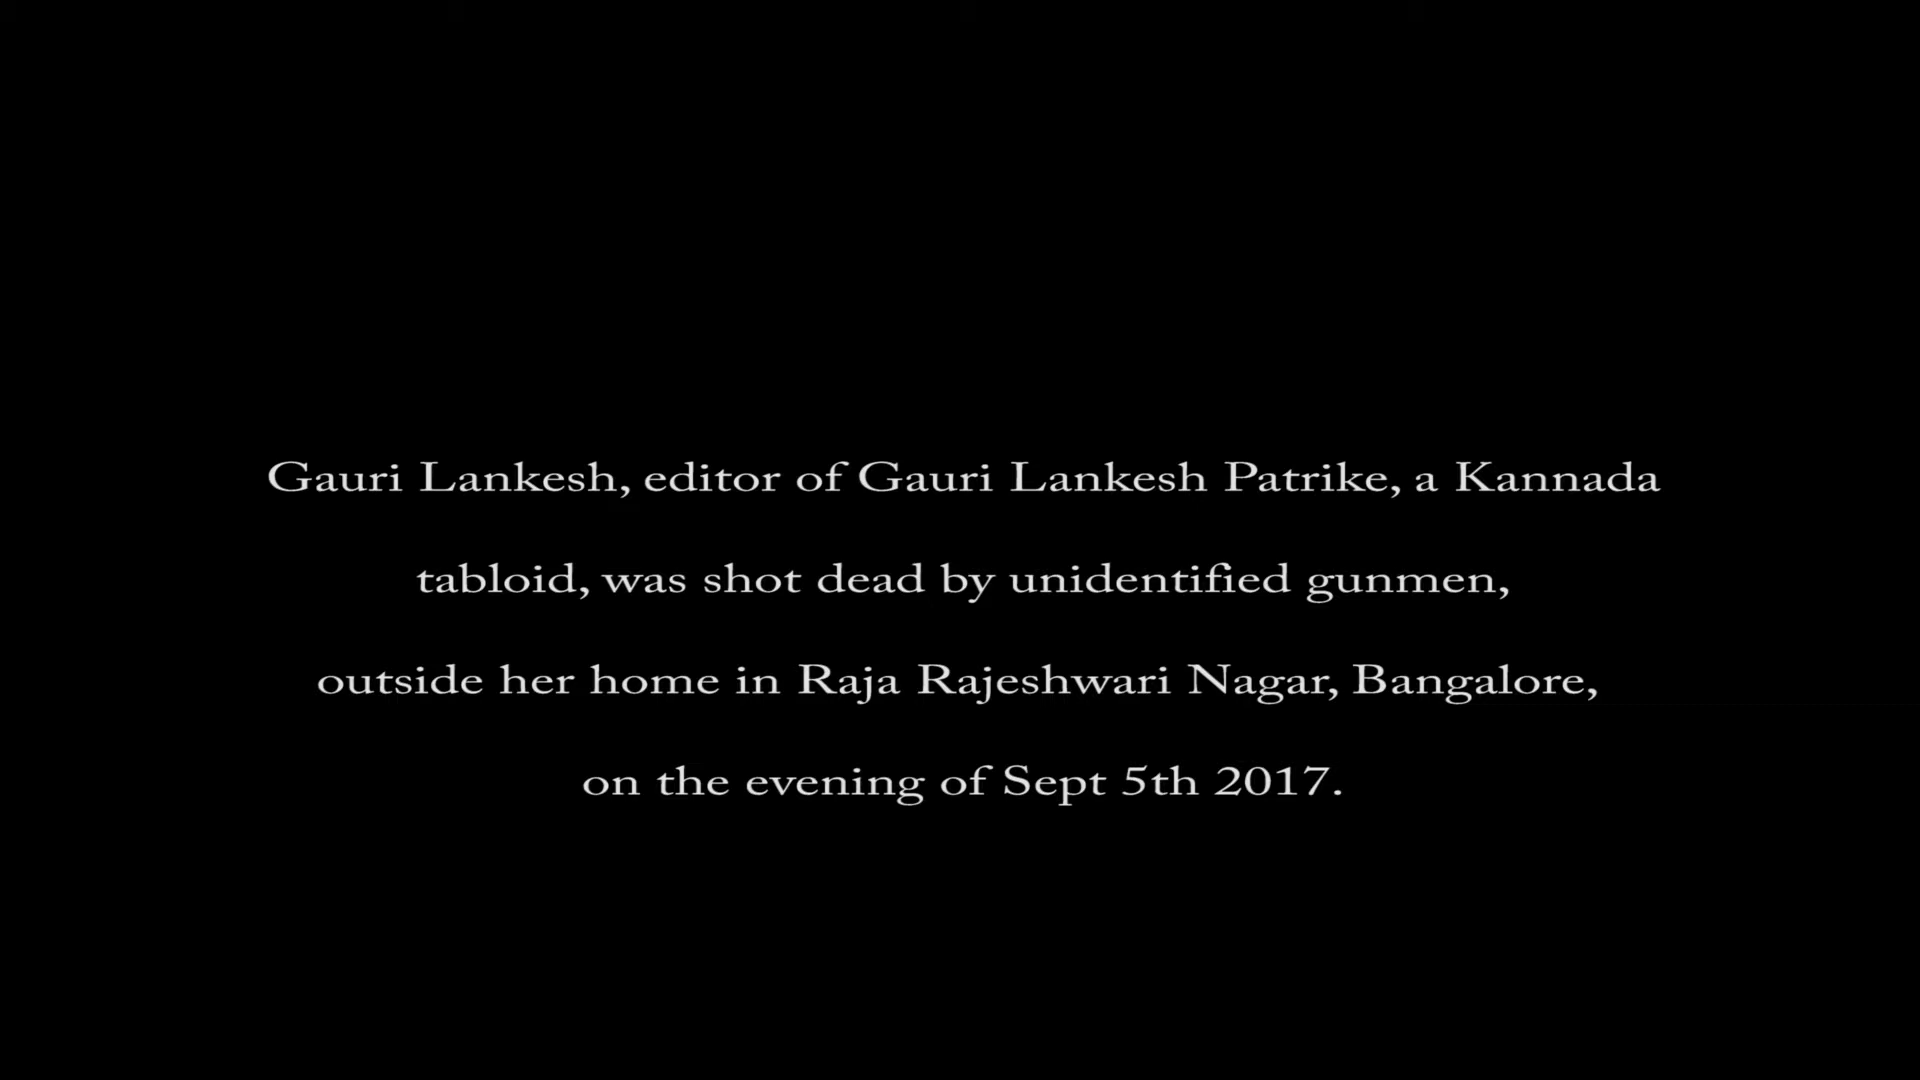 Gauri Lankesh, editor of Gauri Lankesh Patrike, a Kannada
tabloid, was shot dead by unidentified gunmen,
outside her home in Raja Rajeshwari Nagar, Bangalore,
on the evening of Sept 5th 2017.